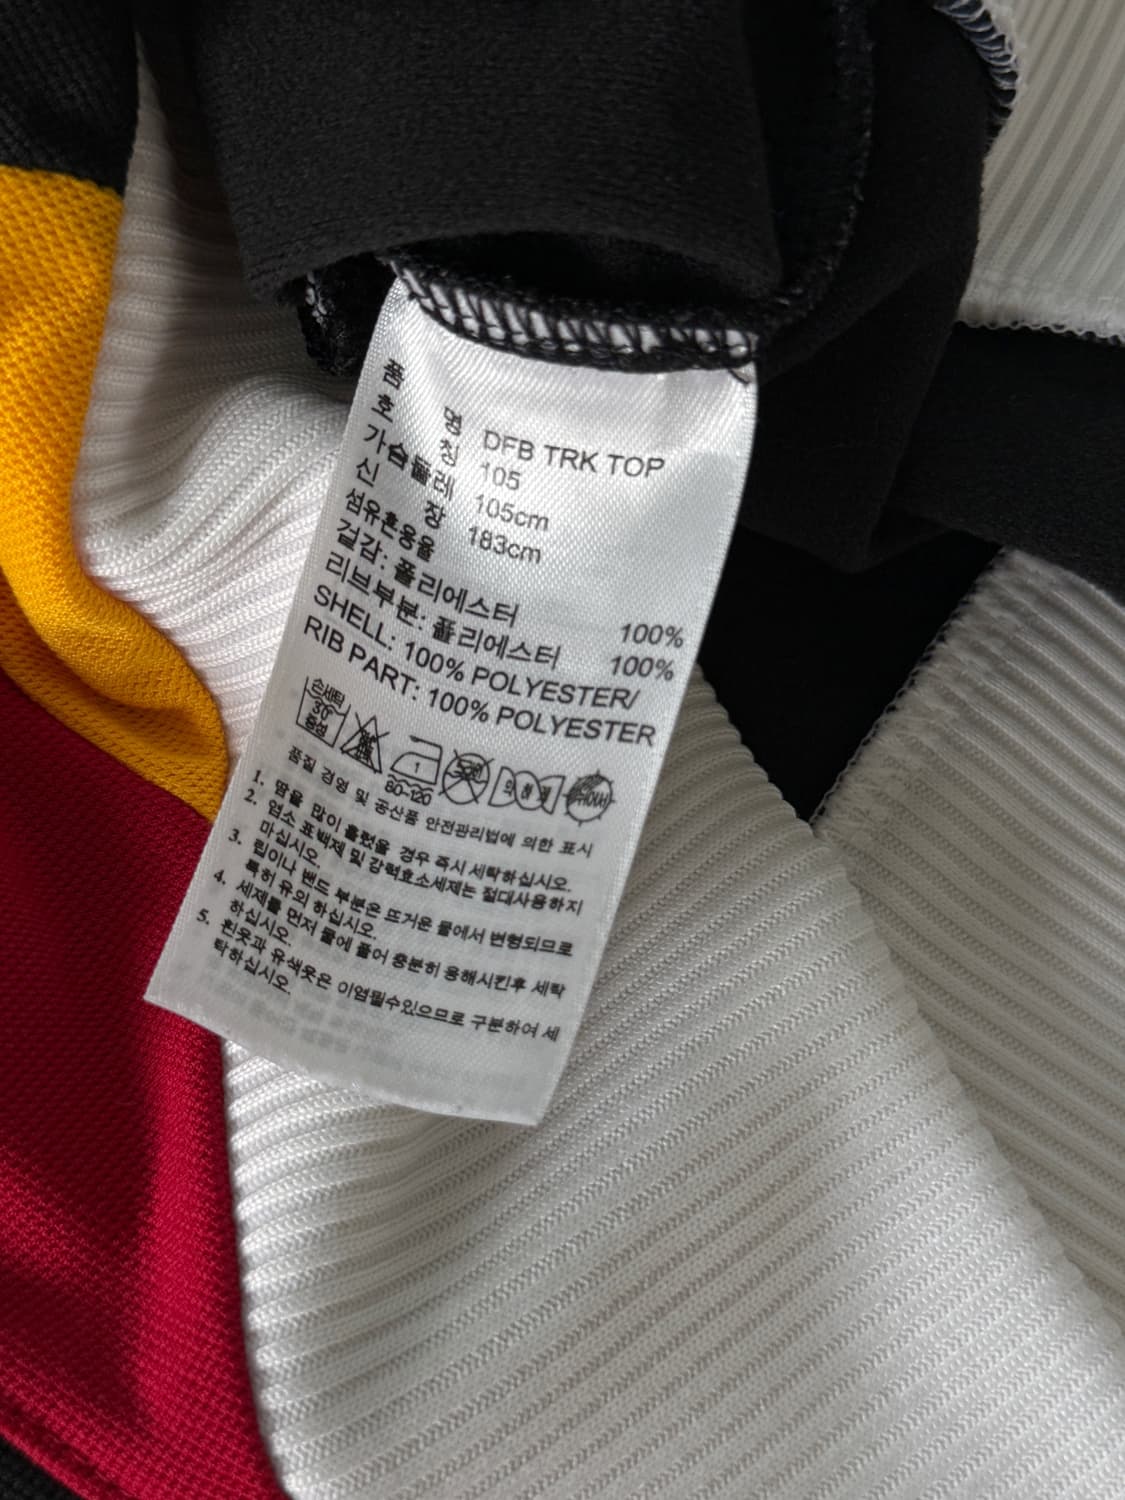 품 명 DFB TRK TOP
호 칭 105
가슴둘레 105cm
신 장 183cm
섬유혼용율
겉감: 폴리에스터 100%
리브부분: 폴리에스터 100%
SHELL: 100% POLYESTER/
RIB PART: 100% POLYESTER
손세탁
30°
중성
1
80~120
약하게
품질 경영 및 공산품 안전관리법에 의한 표시
1. 땀을 많이 흘렸을 경우 즉시 세탁하십시오.
2. 염소 표백제 및 강력효소세제는 절대사용하지
마십시오.
3. 립이나 밴드 부분은 뜨거운 물에서 변형되므로
특히 유의 하십시오.
4. 세제를 먼저 물에 풀어 충분히 용해시킨후 세탁
하십시오.
5. 흰옷과 유색옷은 이염될수있으므로 구분하여 세
탁하십시오.